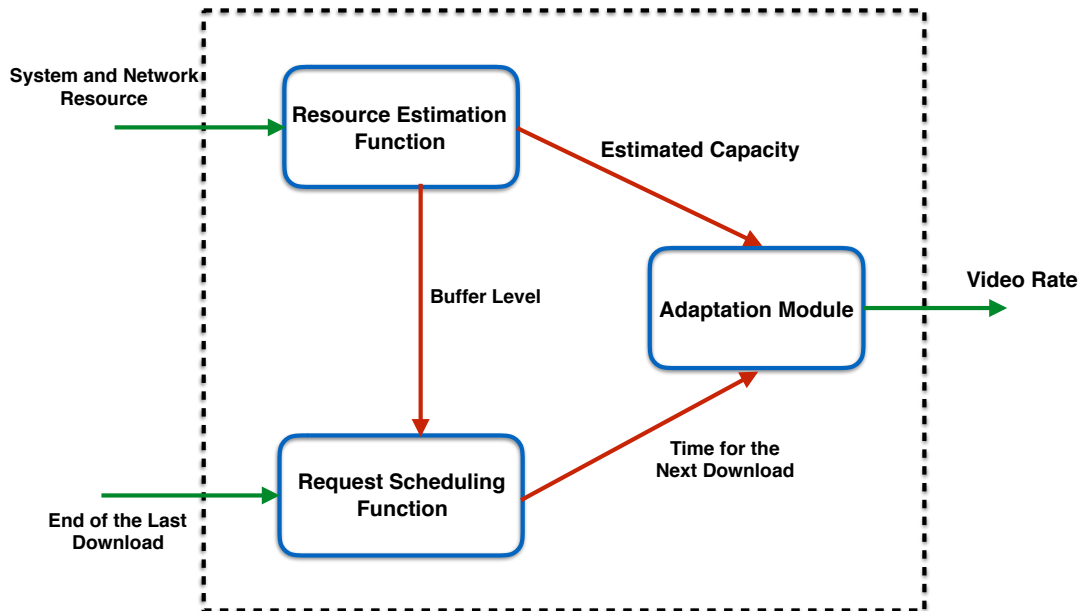 System and Network
Resource
Resource Estimation
Function
Estimated Capacity
Buffer Level
Adaptation Module
Video Rate
Request Scheduling
Function
Time for the
Next Download
End of the Last
Download